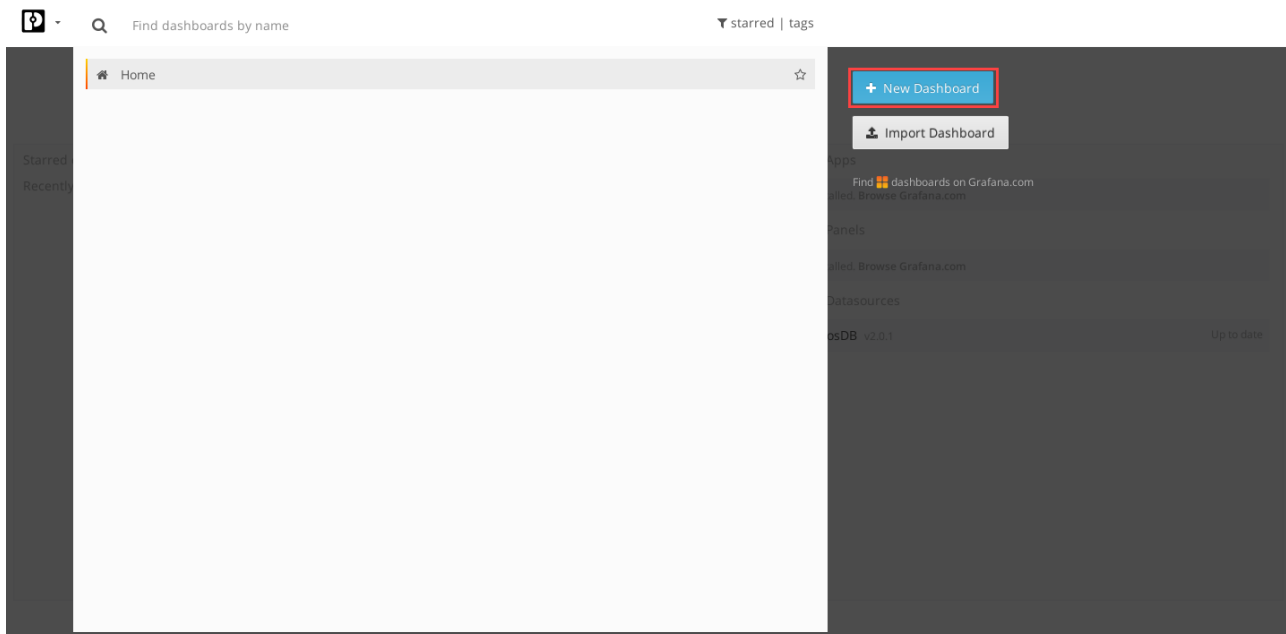 Find dashboards by name
starred | tags
Home
+ New Dashboard
Import Dashboard
Find dashboards on Grafana.com
Starred
Recently
Apps
alled. Browse Grafana.com
Panels
alled. Browse Grafana.com
Datasources
osDB v2.0.1
Up to date